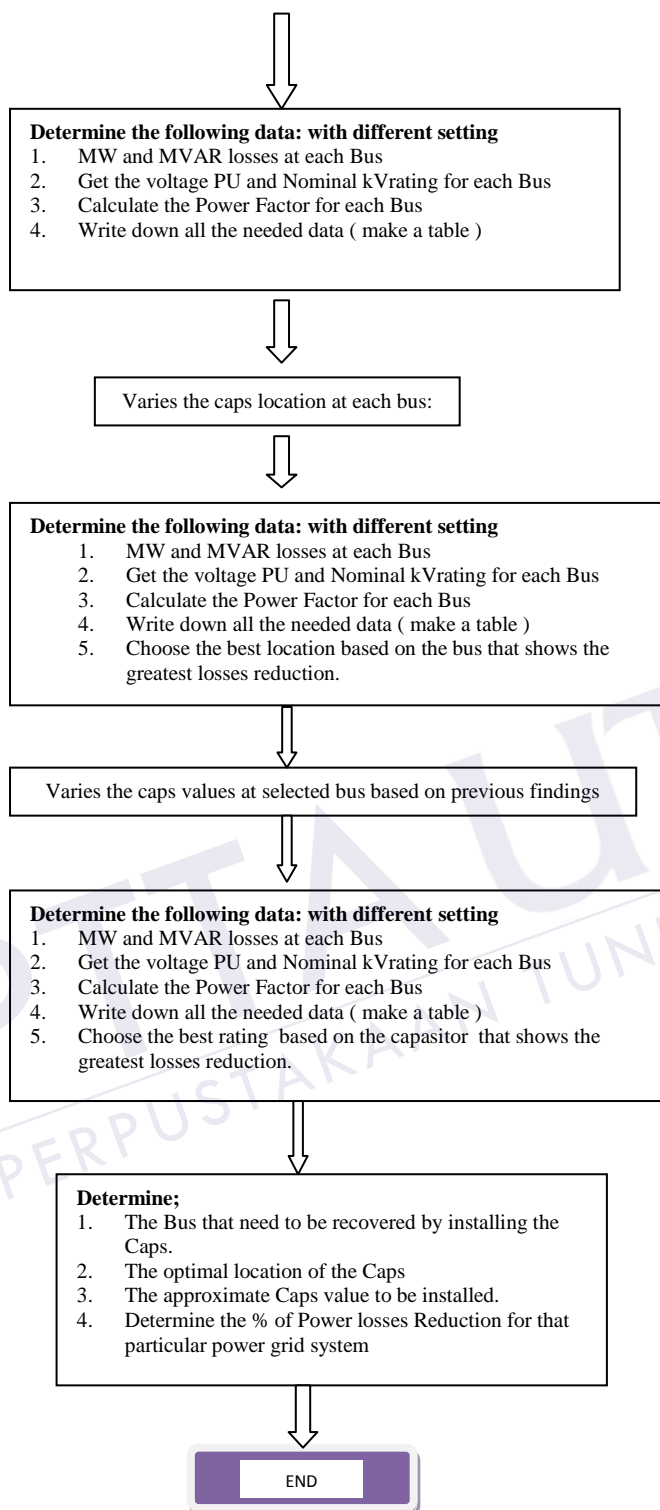 Determine the following data: with different setting
1. MW and MVAR losses at each Bus
2. Get the voltage PU and Nominal kVrating for each Bus
3. Calculate the Power Factor for each Bus
4. Write down all the needed data ( make a table )
Varies the caps location at each bus:
Determine the following data: with different setting
1. MW and MVAR losses at each Bus
2. Get the voltage PU and Nominal kVrating for each Bus
3. Calculate the Power Factor for each Bus
4. Write down all the needed data ( make a table )
5. Choose the best location based on the bus that shows the
greatest losses reduction.
Varies the caps values at selected bus based on previous findings
Determine the following data: with different setting
1. MW and MVAR losses at each Bus
2. Get the voltage PU and Nominal kVrating for each Bus
3. Calculate the Power Factor for each Bus
4. Write down all the needed data ( make a table )
5. Choose the best rating based on the capasitor that shows the
greatest losses reduction.
Determine;
1. The Bus that need to be recovered by installing the
Caps.
2. The optimal location of the Caps
3. The approximate Caps value to be installed.
4. Determine the % of Power losses Reduction for that
particular power grid system
END
PTTA UT
PERPUSTAKAAN TUN